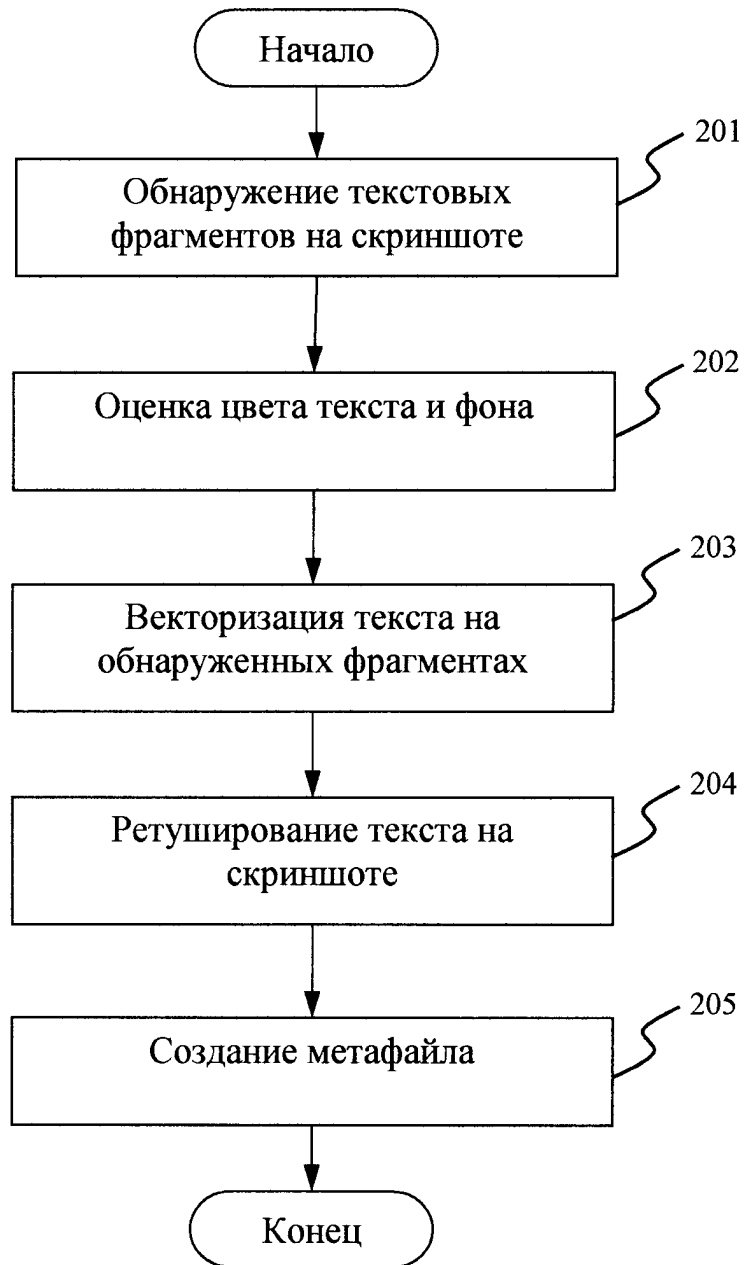 Начало
201
Обнаружение текстовых
фрагментов на скриншоте
202
Оценка цвета текста и фона
203
Векторизация текста на
обнаруженных фрагментах
204
Ретуширование текста на
скриншоте
205
Создание метафайла
Конец